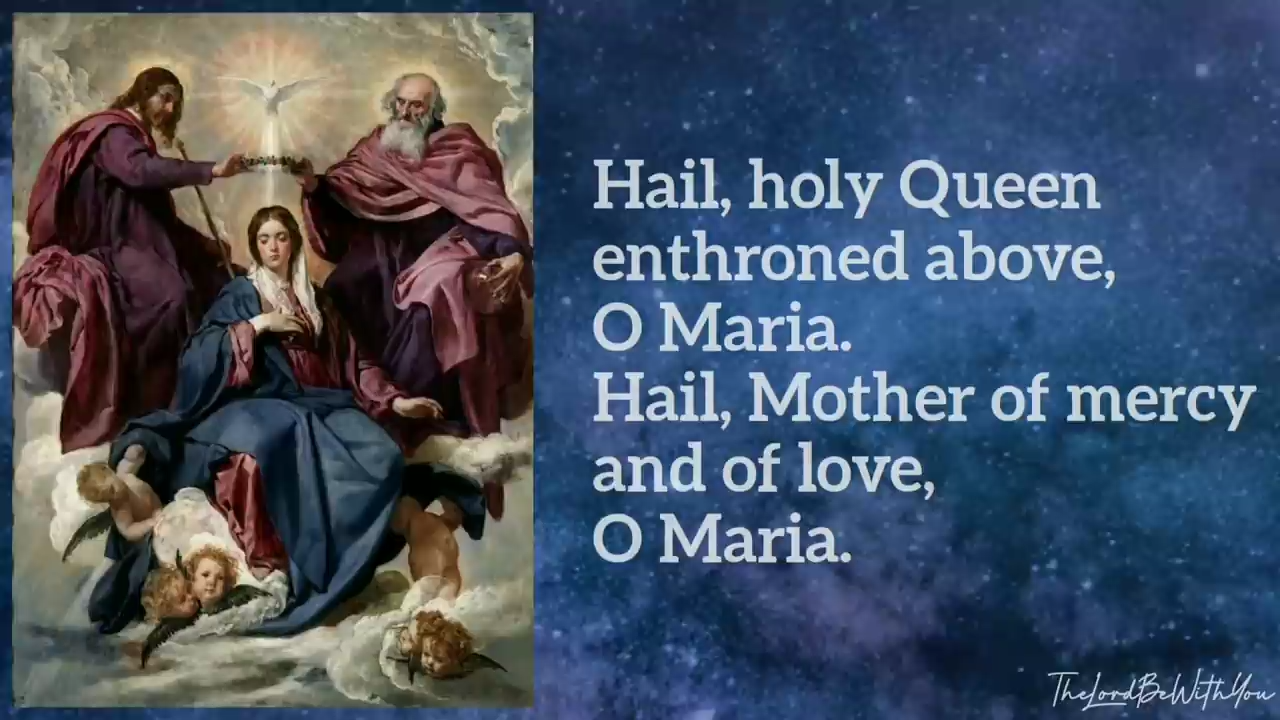 Hail, holy Queen
enthroned above,
O Maria.
Hail, Mother of mercy
and of love,
O Maria.
TheLordBeWithYou